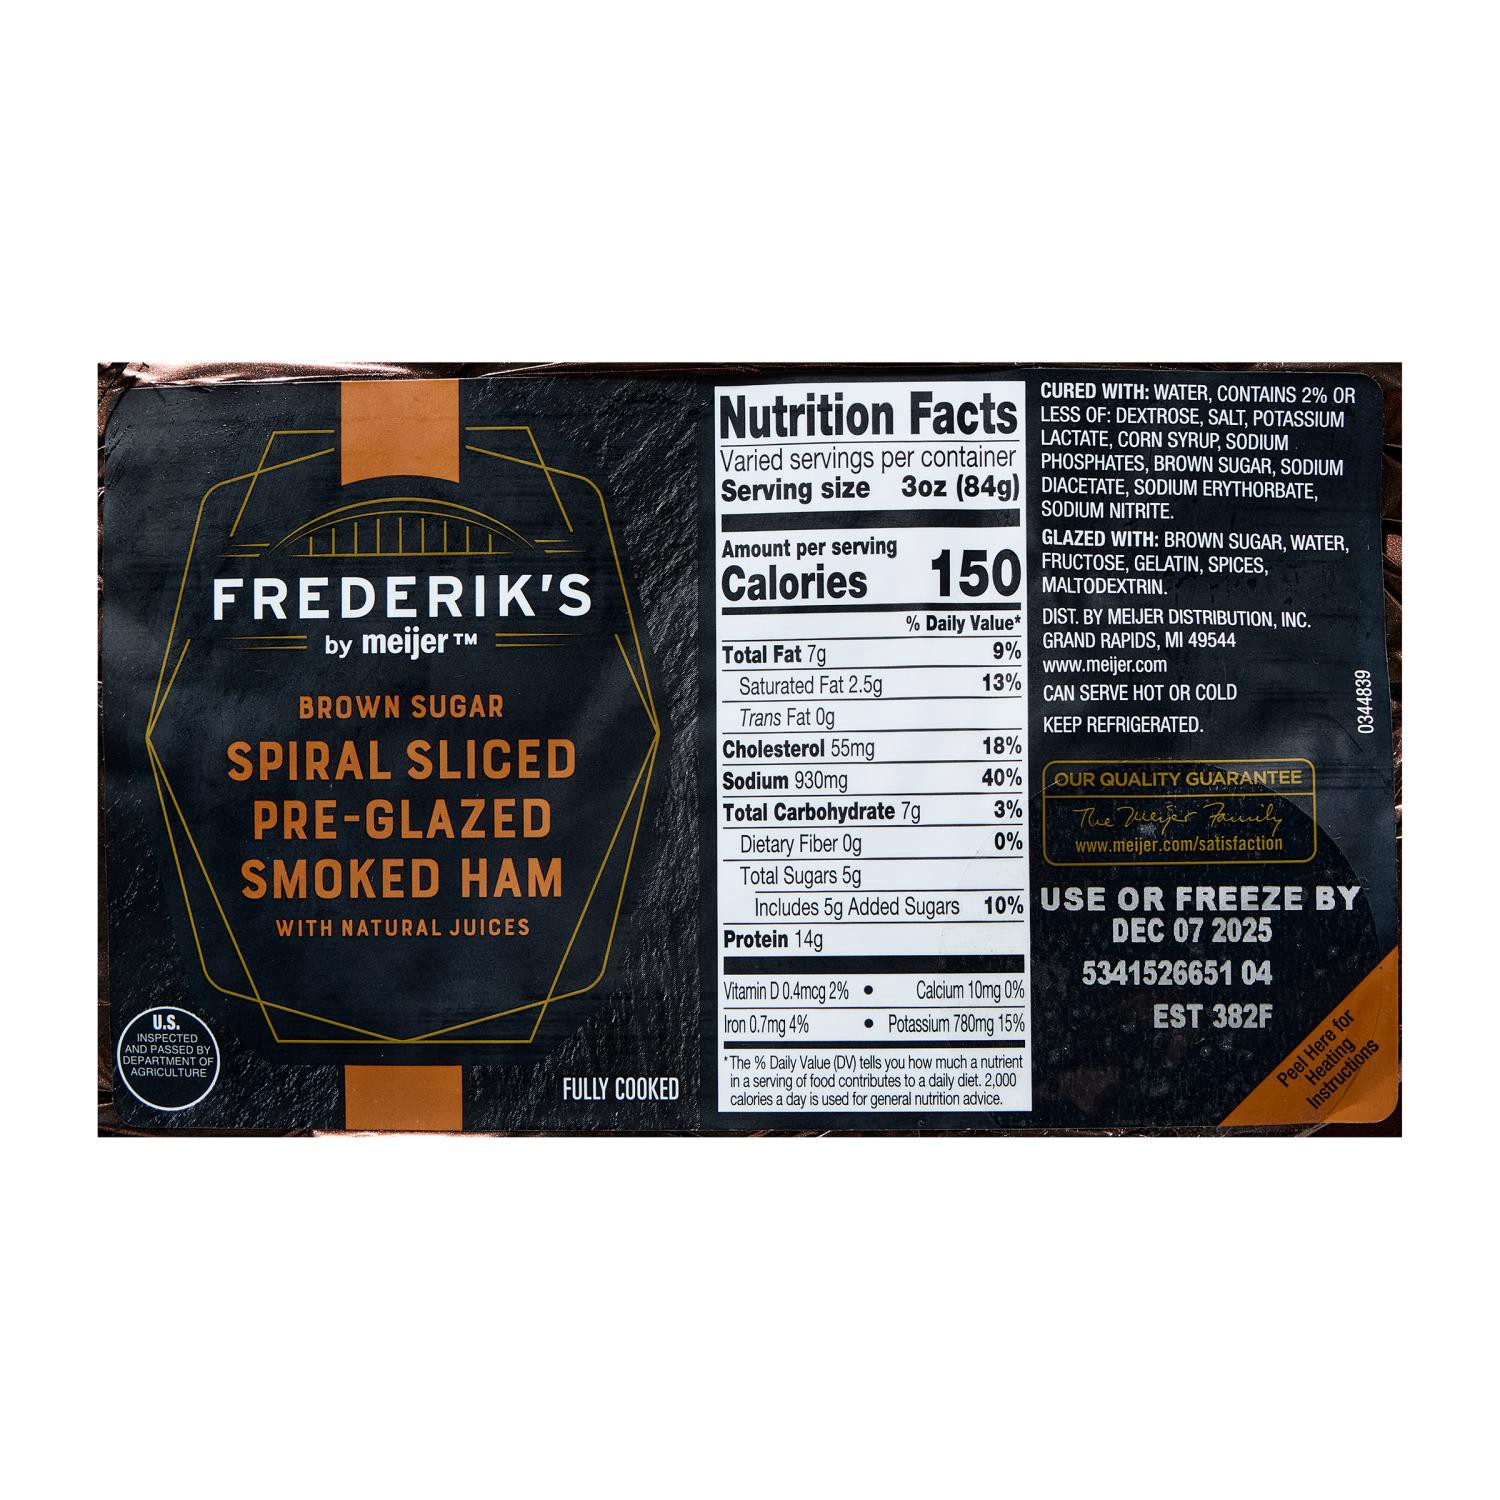 FREDERIK'S
by meijer™
BROWN SUGAR
SPIRAL SLICED
PRE-GLAZED
SMOKED HAM
WITH NATURAL JUICES
U.S.
INSPECTED
AND PASSED BY
DEPARTMENT OF
AGRICULTURE
FULLY COOKED
Nutrition Facts
Varied servings per container
Serving size 3oz (84g)
Amount per serving
Calories 150
% Daily Value*
Total Fat 7g 9%
Saturated Fat 2.5g 13%
Trans Fat 0g
Cholesterol 55mg 18%
Sodium 930mg 40%
Total Carbohydrate 7g 3%
Dietary Fiber 0g 0%
Total Sugars 5g
Includes 5g Added Sugars 10%
Protein 14g
Vitamin D 0.4mcg 2% • Calcium 10mg 0%
Iron 0.7mg 4% • Potassium 780mg 15%
*The % Daily Value (DV) tells you how much a nutrient
in a serving of food contributes to a daily diet. 2,000
calories a day is used for general nutrition advice.
CURED WITH: WATER, CONTAINS 2% OR
LESS OF: DEXTROSE, SALT, POTASSIUM
LACTATE, CORN SYRUP, SODIUM
PHOSPHATES, BROWN SUGAR, SODIUM
DIACETATE, SODIUM ERYTHORBATE,
SODIUM NITRITE.
GLAZED WITH: BROWN SUGAR, WATER,
FRUCTOSE, GELATIN, SPICES,
MALTODEXTRIN.
DIST. BY MEIJER DISTRIBUTION, INC.
GRAND RAPIDS, MI 49544
www.meijer.com
CAN SERVE HOT OR COLD
KEEP REFRIGERATED.
0344839
OUR QUALITY GUARANTEE
The Meijer Family
www.meijer.com/satisfaction
USE OR FREEZE BY
DEC 07 2025
5341526651 04
EST 382F
Peel Here for
Heating
Instructions